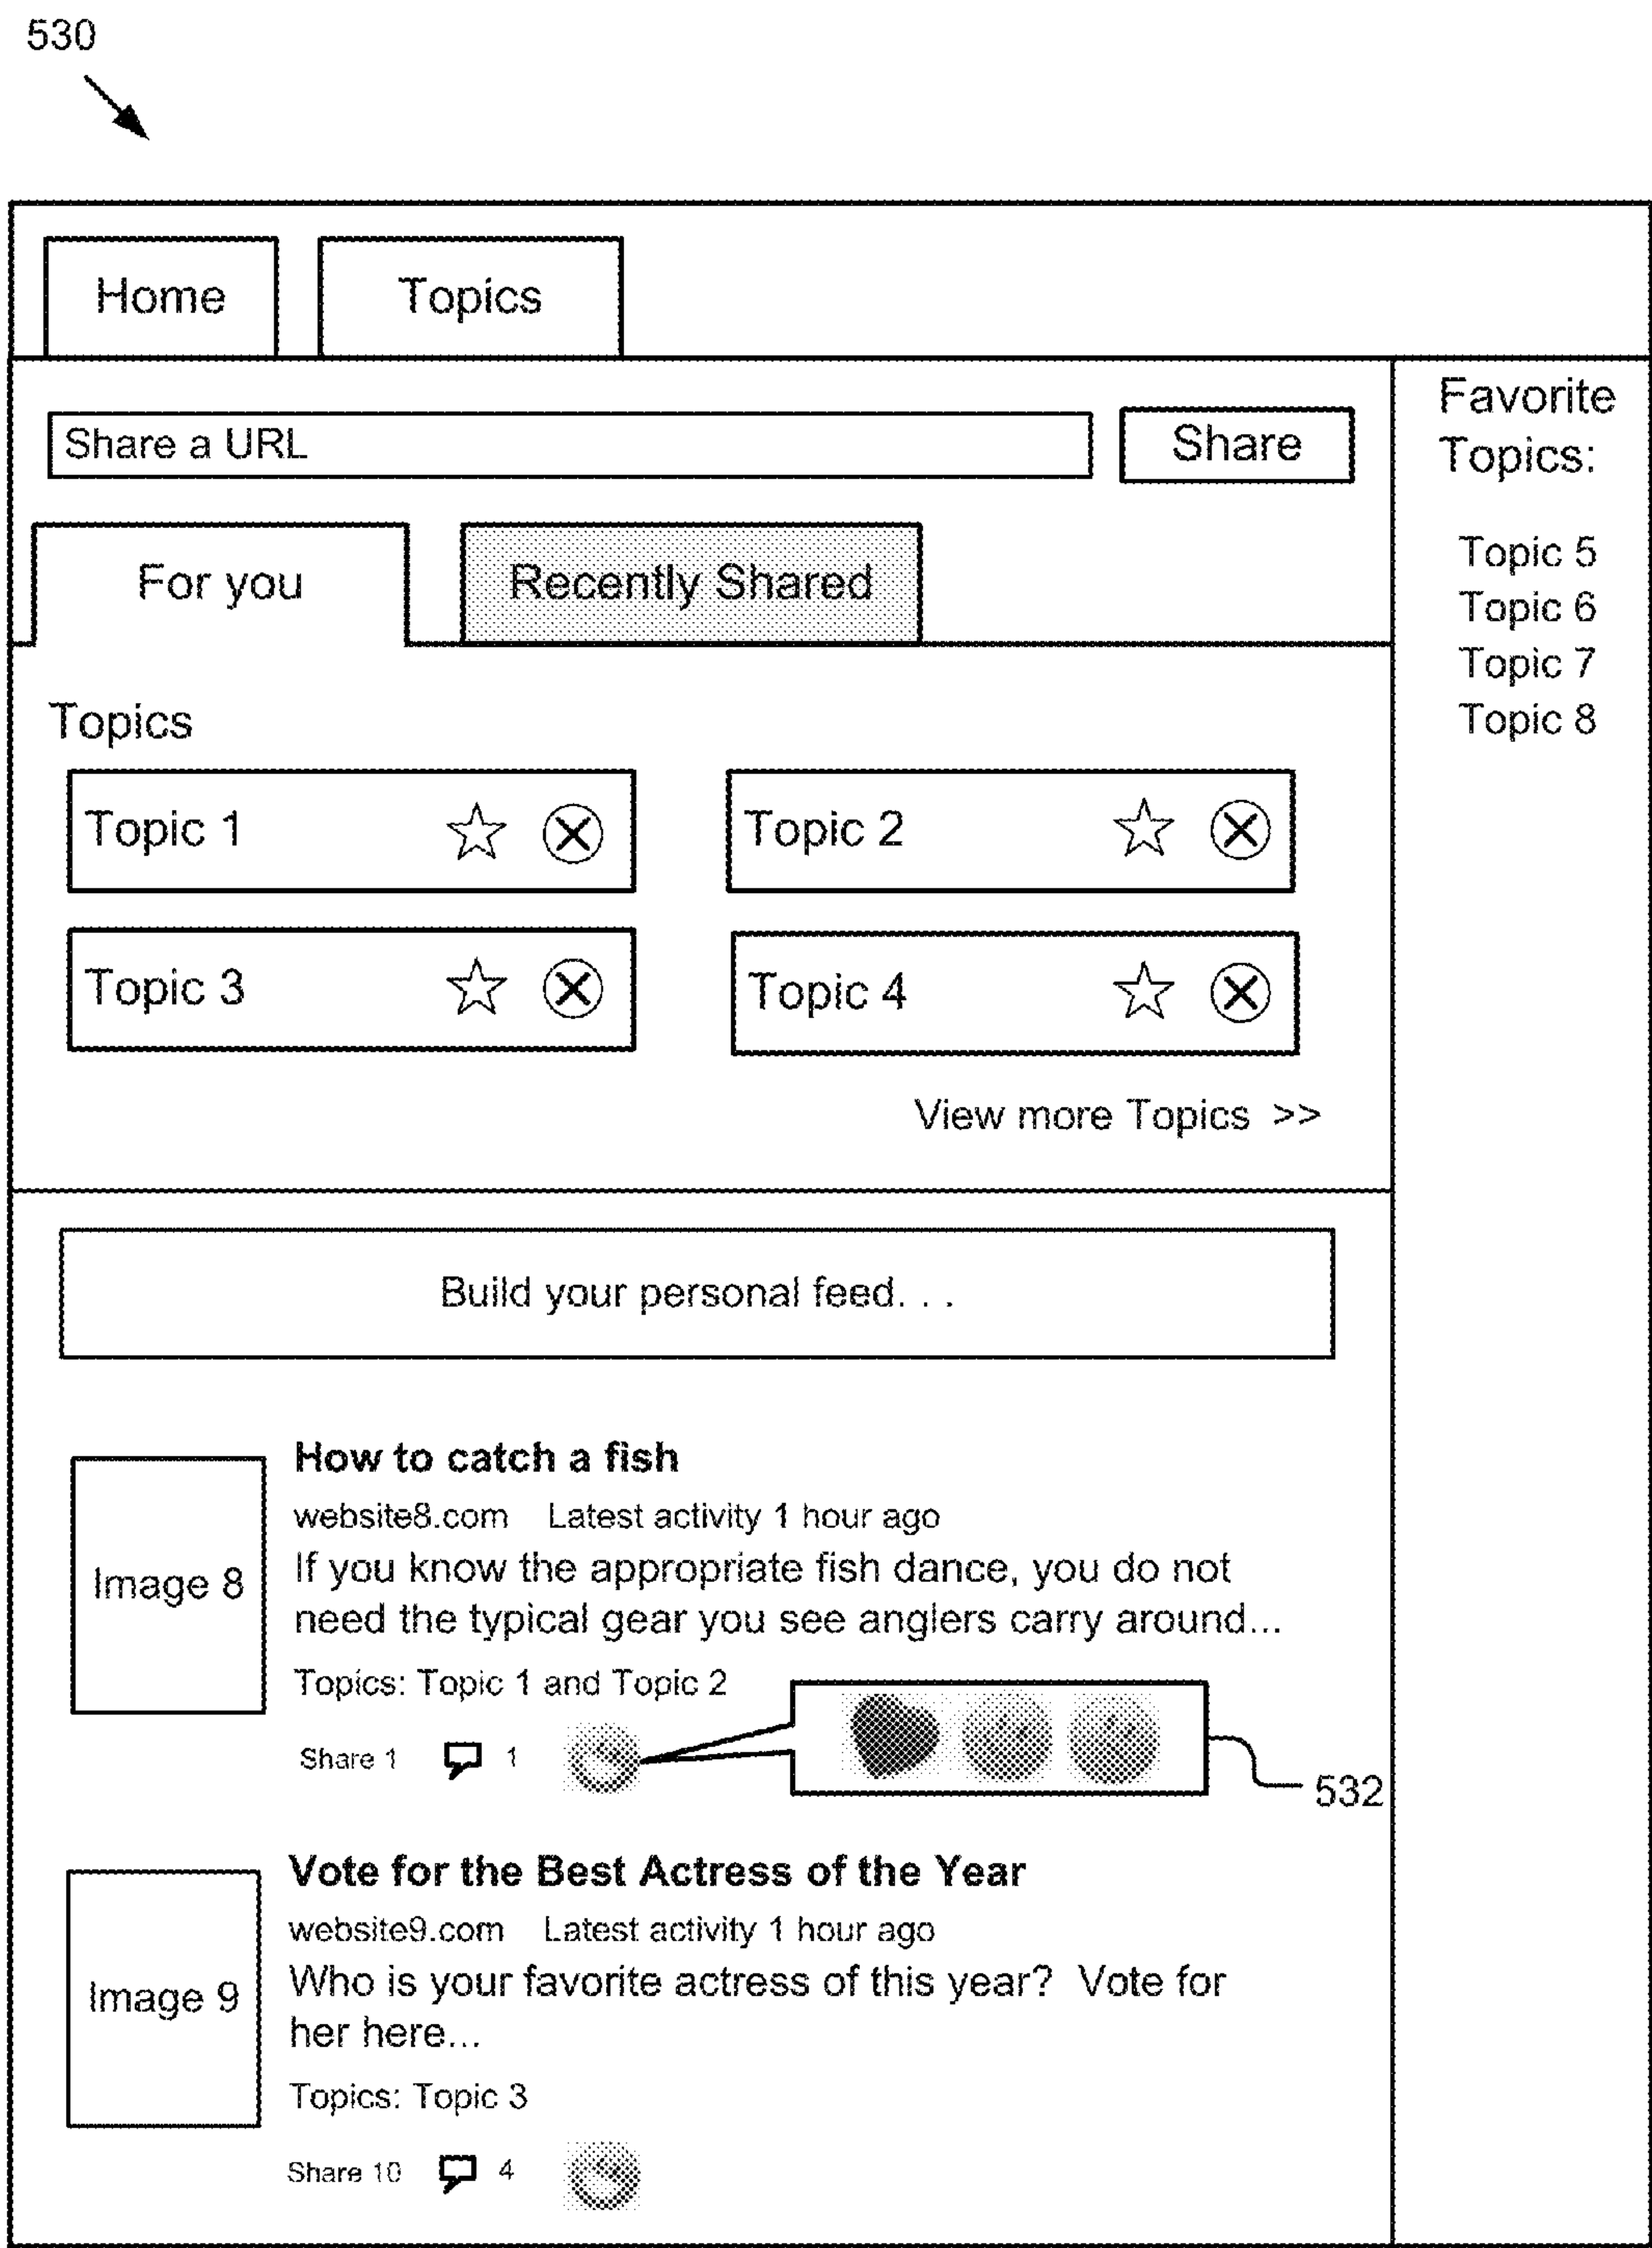 530
Home
Topics
Share a URL
Share
Favorite
Topics:
Topic 5
Topic 6
Topic 7
Topic 8
For you
Recently Shared
Topics
Topic 1
Topic 2
Topic 3
Topic 4
View more Topics >>
Build your personal feed. . .
Image 8
How to catch a fish
website8.com Latest activity 1 hour ago
If you know the appropriate fish dance, you do not
need the typical gear you see anglers carry around...
Topics: Topic 1 and Topic 2
Share 1 1
532
Image 9
Vote for the Best Actress of the Year
website9.com Latest activity 1 hour ago
Who is your favorite actress of this year? Vote for
her here...
Topics: Topic 3
Share 10 4